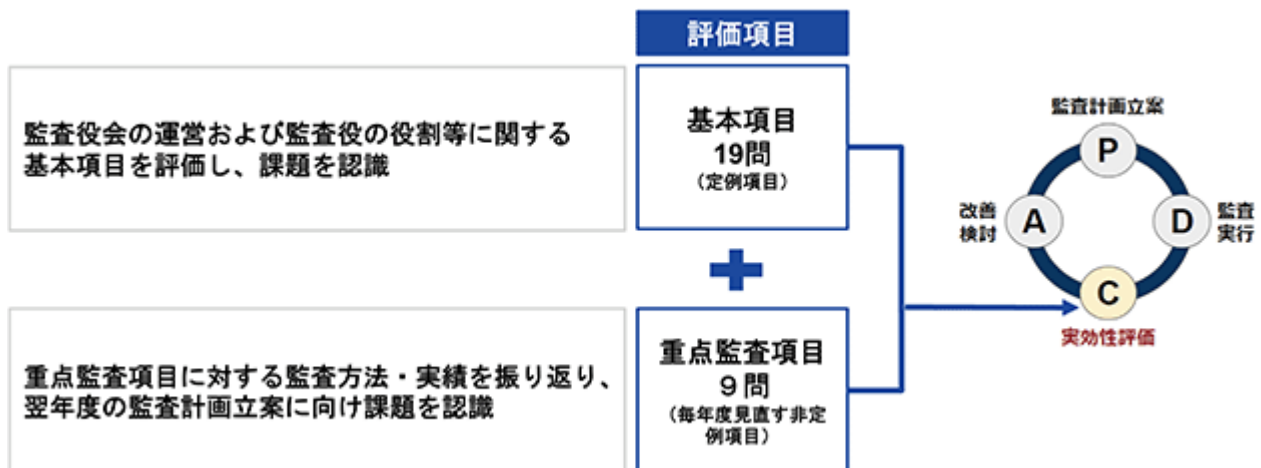 評価項目
監査役会の運営および監査役の役割等に関する
基本項目を評価し、課題を認識
基本項目
19問
（定例項目）
重点監査項目に対する監査方法・実績を振り返り、
翌年度の監査計画立案に向け課題を認識
重点監査項目
９問
（毎年度見直す非定
例項目）
監査計画立案
P
改善
検討
A
D
監査
実行
C
実効性評価